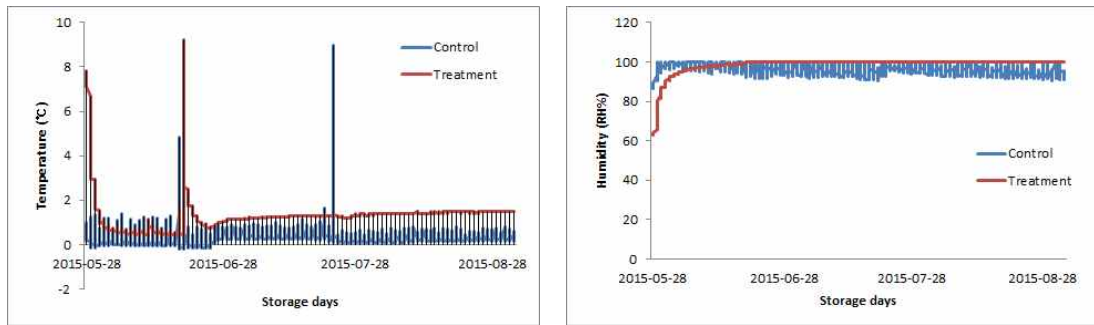 10
8
6
4
2
0
-2
Temperature (℃)
Control
Treatment
2015-05-28
2015-06-28
2015-07-28
2015-08-28
Storage days
120
100
80
60
40
20
0
Humidity (RH%)
Control
Treatment
2015-05-28
2015-06-28
2015-07-28
2015-08-28
Storage days